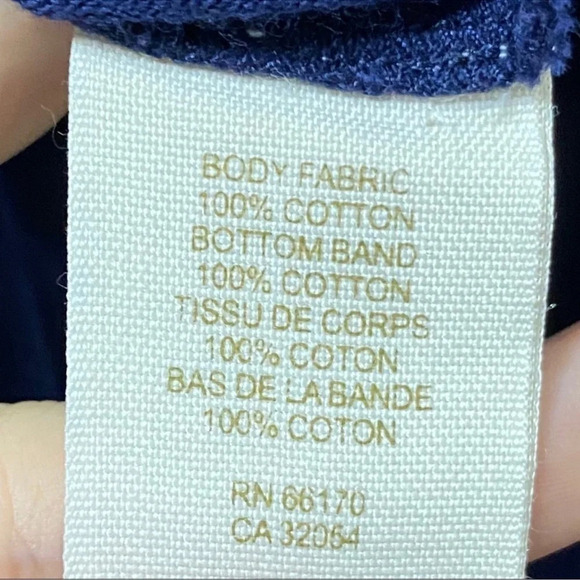 BODY FABRIC
100% COTTON
BOTTOM BAND
100% COTTON
TISSU DE CORPS
100% COTON
BAS DE LA BANDE
100% COTON
RN 66170
CA 32054